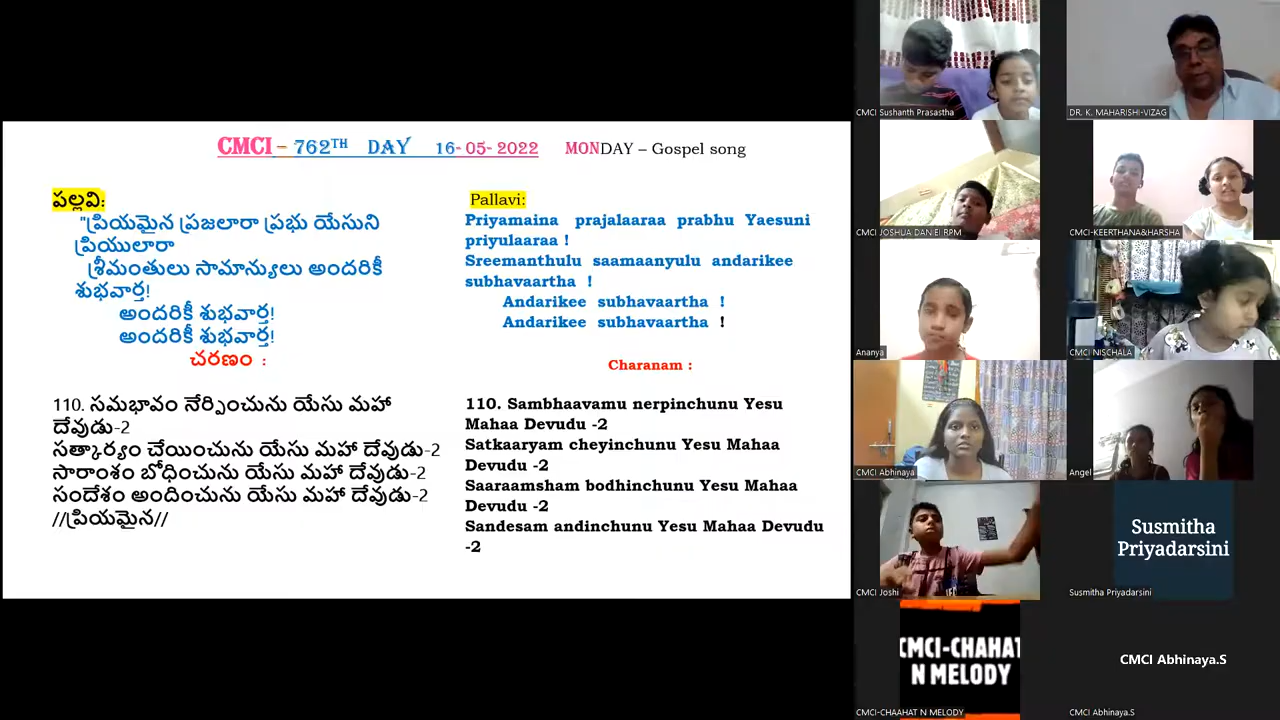 CMCI – 762TH DAY 16- 05- 2022 MONDAY – Gospel song
పల్లవి:
"ప్రియమైన ప్రజలారా ప్రభు యేసుని
ప్రియులారా
శ్రీమంతులు సామాన్యులు అందరికీ
శుభవార్త!
అందరికీ శుభవార్త!
అందరికీ శుభవార్త!
చరణం :
110. సమభావం నేర్పించును యేసు మహా
దేవుడు-2
సత్కార్యం చేయించును యేసు మహా దేవుడు-2
సారాంశం బోధించును యేసు మహా దేవుడు-2
సందేశం అందించును యేసు మహా దేవుడు-2
//ప్రియమైన//
Pallavi:
Priyamaina prajalaaraa prabhu Yaesuni
priyulaaraa !
Sreemanthulu saamaanyulu andarikee
subhavaartha !
Andarikee subhavaartha !
Andarikee subhavaartha !
Charanam :
110. Sambhaavamu nerpinchunu Yesu
Mahaa Devudu -2
Satkaaryam cheyinchunu Yesu Mahaa
Devudu -2
Saaraamsham bodhinchunu Yesu Mahaa
Devudu -2
Sandesam andinchunu Yesu Mahaa Devudu
-2
CMCI Sushanth Prasastha
DR. K. MAHARISHI-VIZAG
CMCI JOSHUA DANIEl RPM
CMCI-KEERTHANA&HARSHA
Ananya
CMCI NISCHALA
CMCI Abhinaya
Angel
CMCI Joshi
Susmitha
Priyadarsini
Susmitha Priyadarsini
CMCI-CHAHAT
N MELODY
CMCI-CHAAHAT N MELODY
CMCI Abhinaya.S
CMCI Abhinaya.S